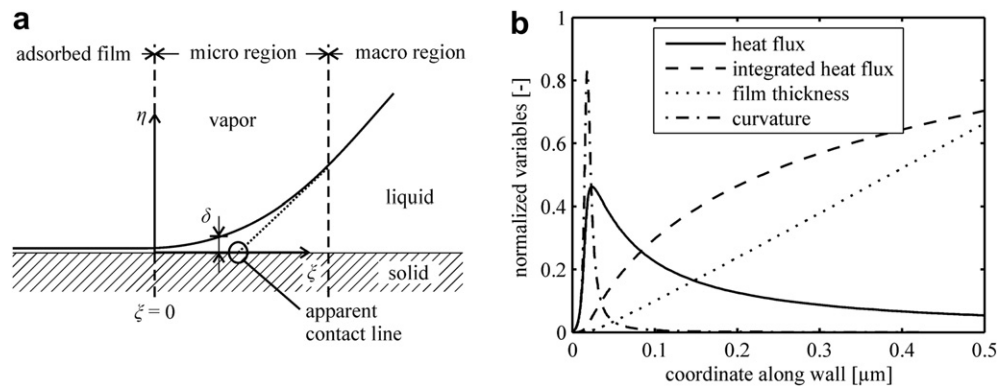 a
adsorbed film
micro region
macro region
η
vapor
liquid
δ
ξ
solid
ξ = 0
apparent
contact line
b
normalized variables [-]
1
0.8
0.6
0.4
0.2
0
heat flux
integrated heat flux
film thickness
curvature
0
0.1
0.2
0.3
0.4
0.5
coordinate along wall [µm]